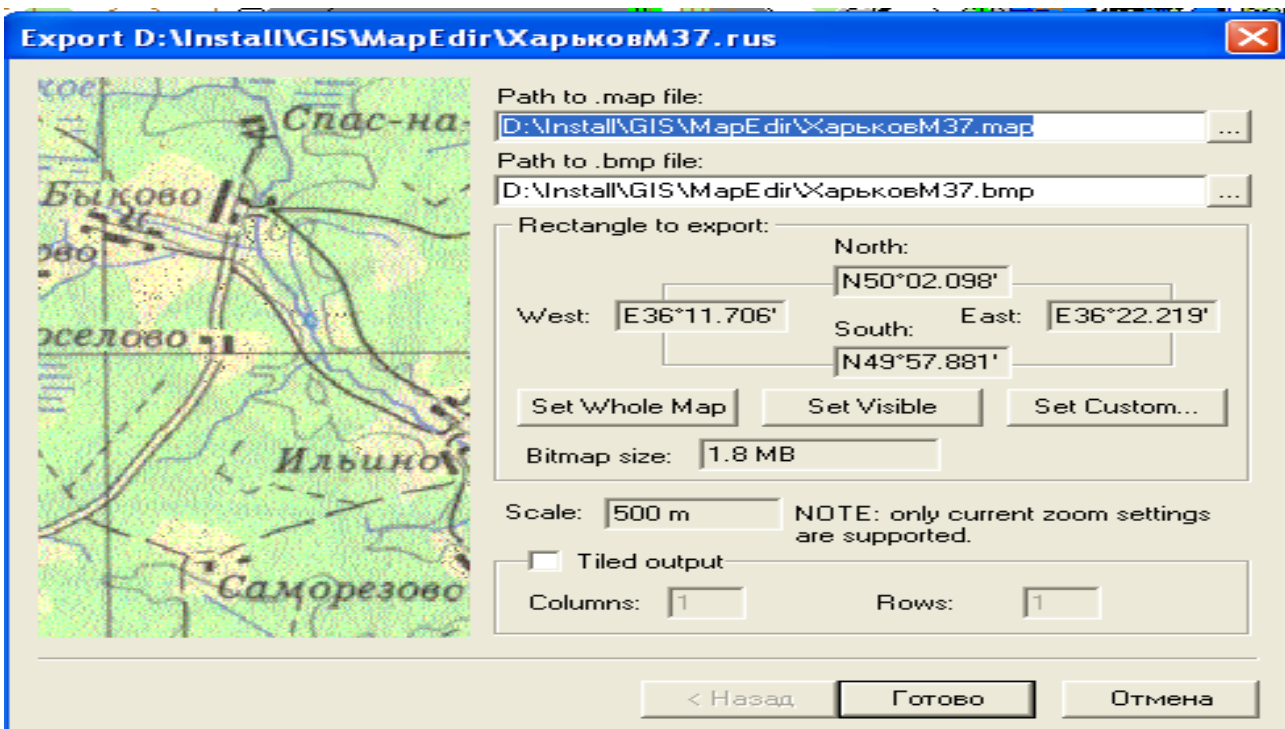 Export D:\Install\GIS\MapEdir\ХарьковМ37.rus
кое
Спас-на-
Быково
ово
оселово
Ильино
Саморезово
Path to .map file:
D:\Install\GIS\MapEdir\ХарьковМ37.map
...
Path to .bmp file:
D:\Install\GIS\MapEdir\ХарьковМ37.bmp
...
Rectangle to export:
North:
N50°02.098'
West: E36°11.706'
East: E36°22.219'
South:
N49°57.881'
Set Whole Map
Set Visible
Set Custom...
Bitmap size: 1.8 MB
Scale: 500 m
NOTE: only current zoom settings
are supported.
Tiled output
Columns: 1
Rows: 1
< Назад
Готово
Отмена